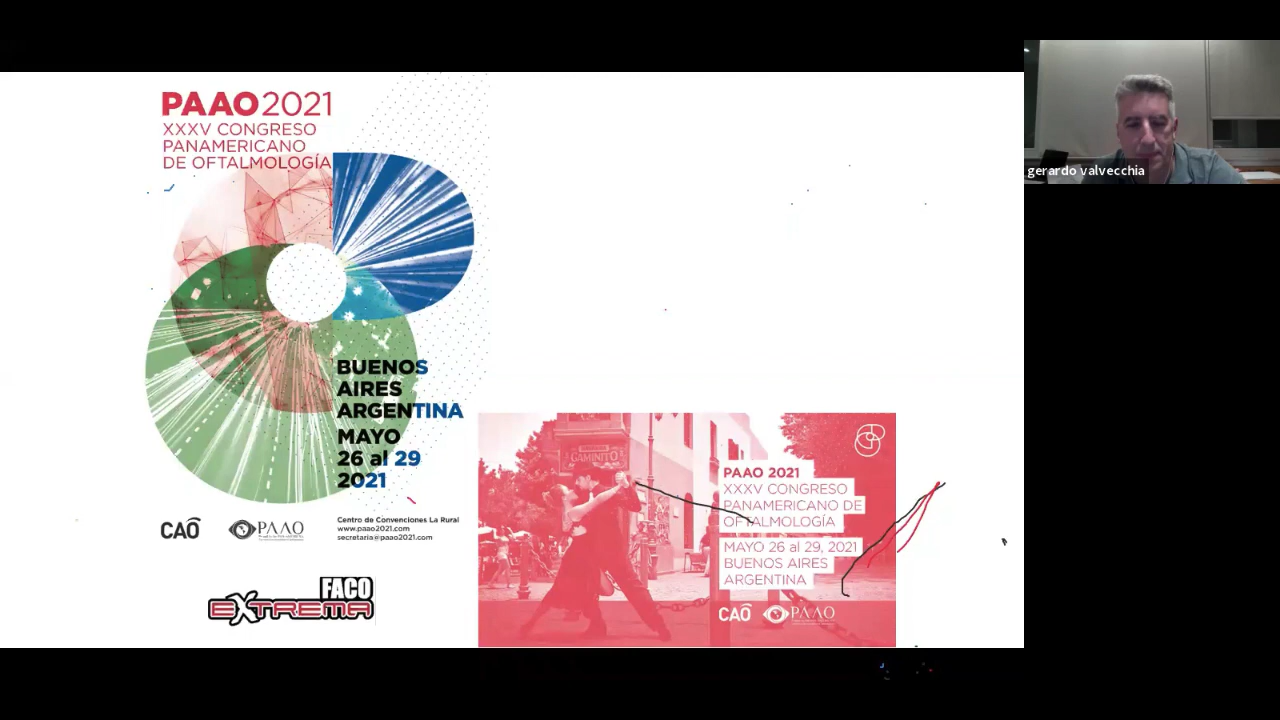 PAAO2021
XXXV CONGRESO
PANAMERICANO
DE OFTALMOLOGÍA
BUENOS
AIRES
ARGENTINA
MAYO
26 al 29
2021
CAO
PAAO
Centro de Convenciones La Rural
www.paao2021.com
secretaria@paao2021.com
FACO
EXTREMA
CAMINITO
PAAO 2021
XXXV CONGRESO
PANAMERICANO DE
OFTALMOLOGÍA
MAYO 26 al 29, 2021
BUENOS AIRES
ARGENTINA
CAO
PAAO
gerardo valvecchia